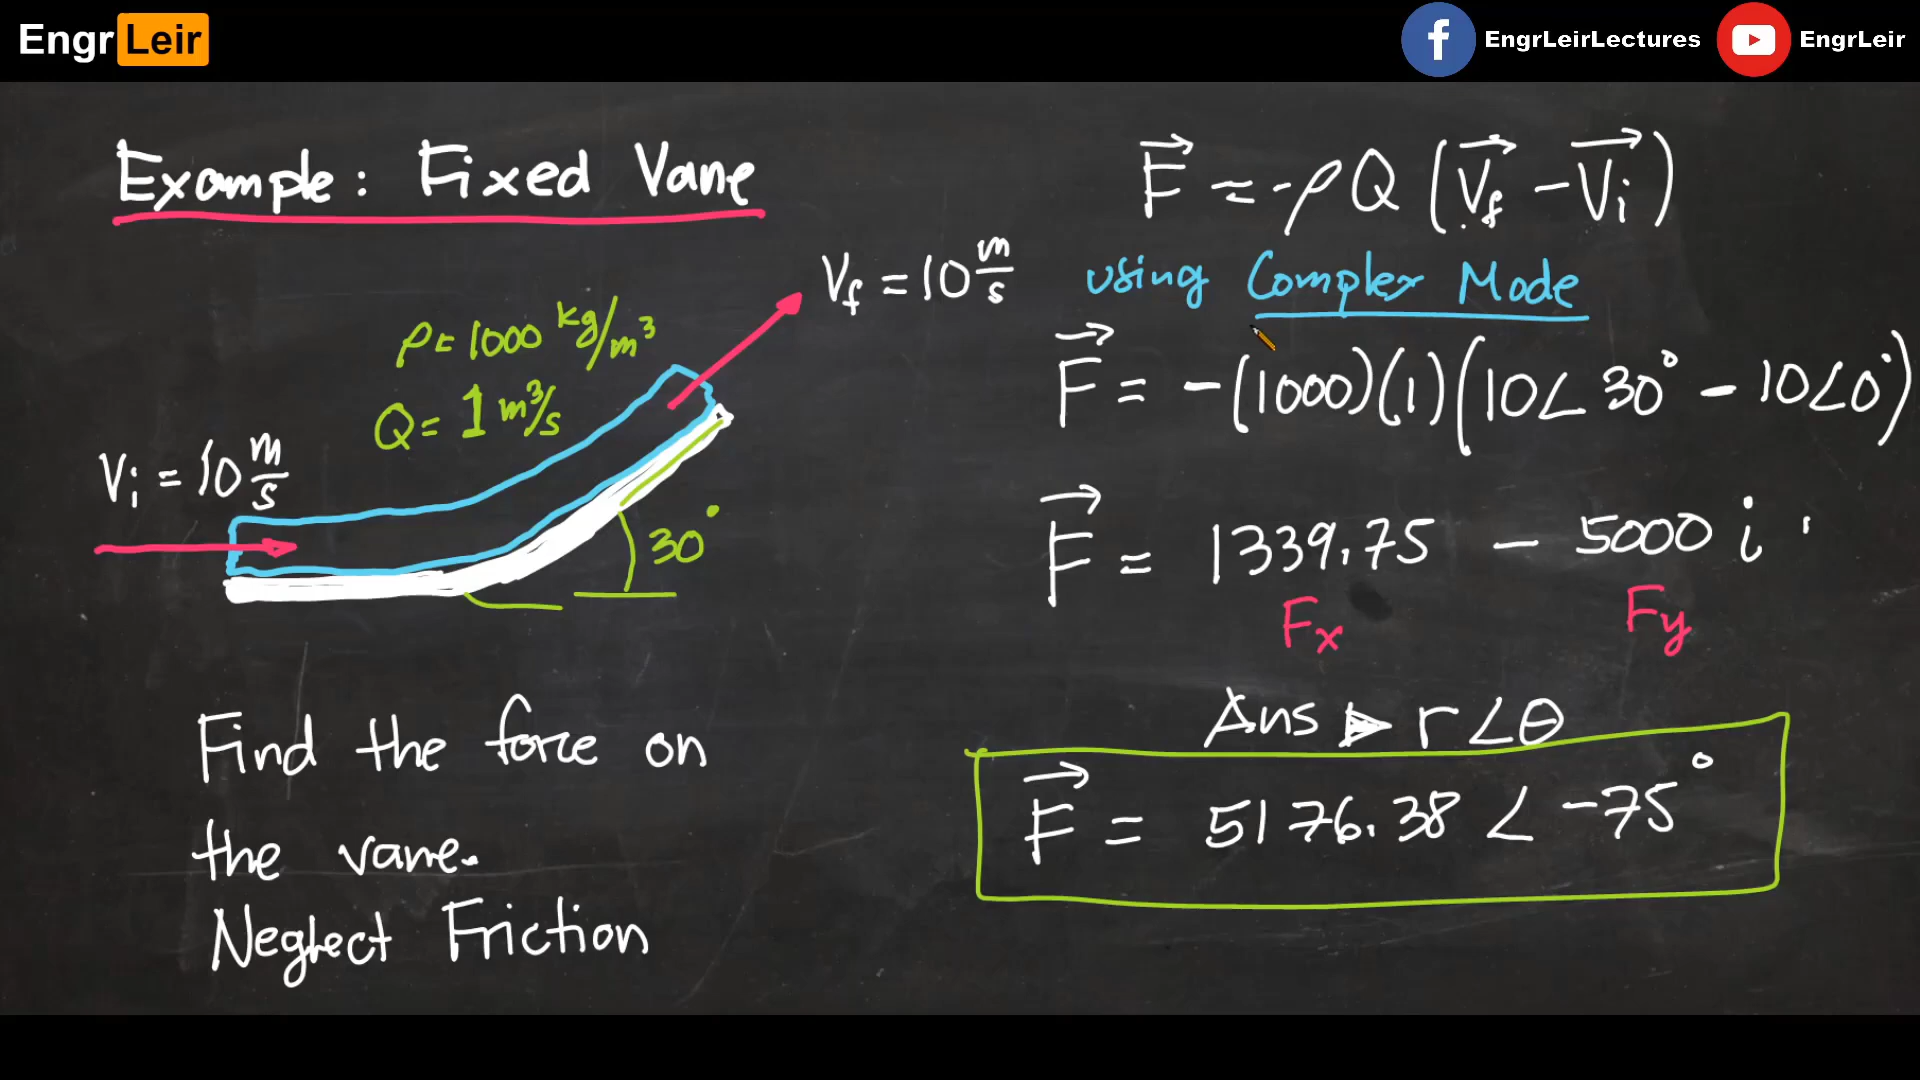 EngrLeir
EngrLeirLectures
EngrLeir
Example: Fixed Vane
Vf = 10 m/s
ρ = 1000 kg/m³
Q = 1 m³/s
Vi = 10 m/s
30°
Find the force on
the vane.
Neglect Friction
F = -ρQ (Vf - Vi)
using Complex Mode
F = -(1000)(1)(10∠30° - 10∠0°)
F = 1339.75 - 5000 i
Fx Fy
Ans ▶ r∠θ
F = 5176.38 ∠ -75°